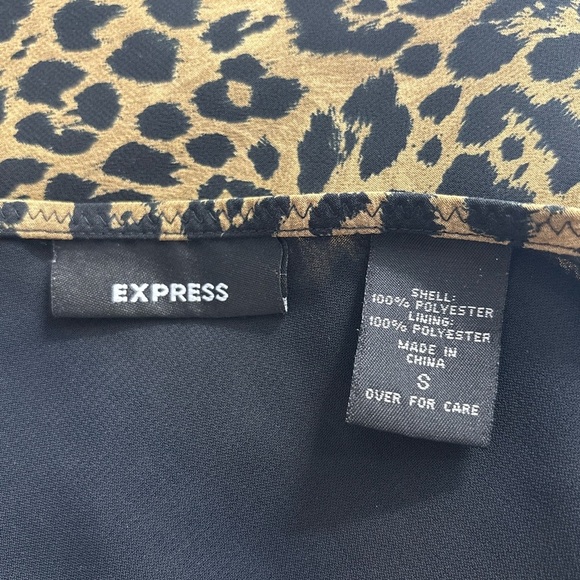 EXPRESS
SHELL:
100% POLYESTER
LINING:
100% POLYESTER
MADE IN
CHINA
S
OVER FOR CARE